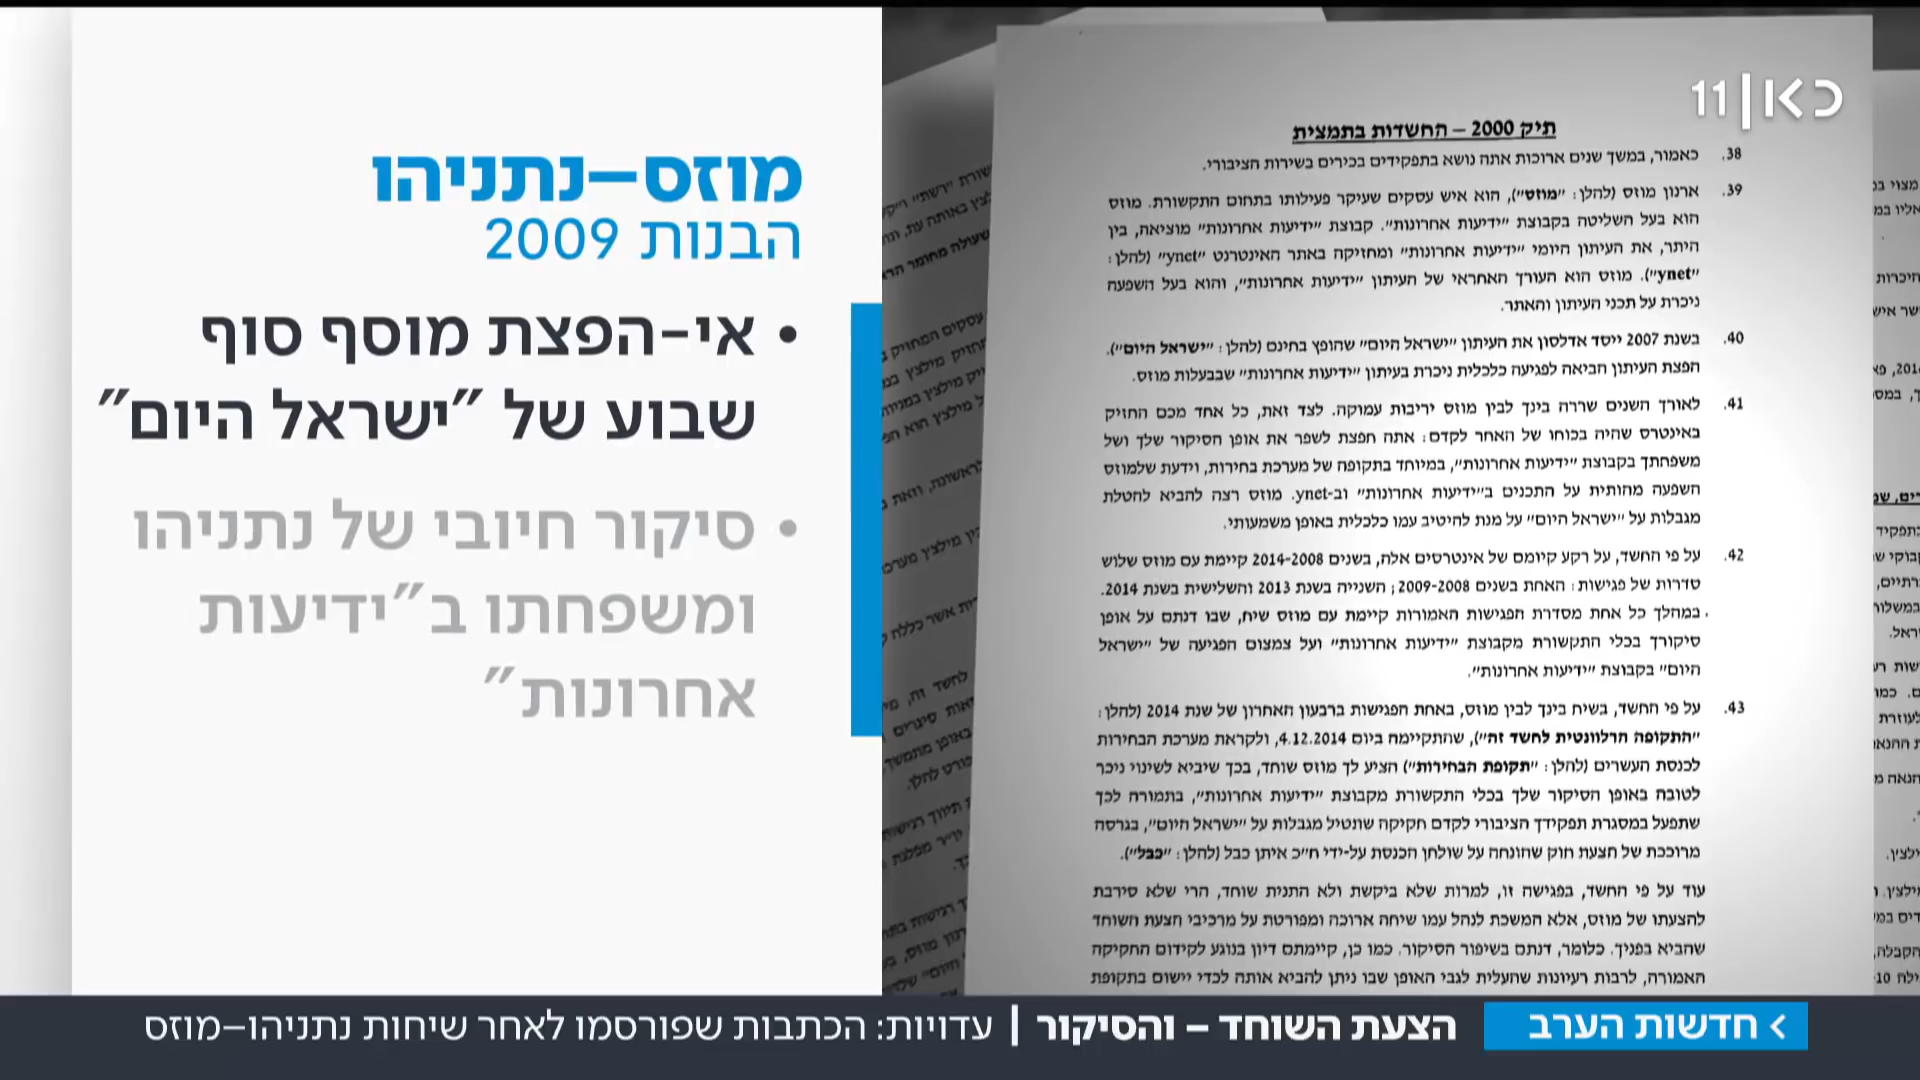 כאן 11
מוזס–נתניהו
הבנות 2009
• אי-הפצת מוסף סוף
שבוע של "ישראל היום"
• סיקור חיובי של נתניהו
ומשפחתו ב"ידיעות
אחרונות"
תיק 2000 – החשדות בתמצית
38. כאמור, במשך שנים ארוכות אתה נושא בתפקידים בכירים בשירות הציבורי.
39. ארנון מוזס (להלן: "מוזס"), הוא איש עסקים שעיקר פעילותו בתחום התקשורת. מוזס
הוא בעל השליטה בקבוצת "ידיעות אחרונות". קבוצת "ידיעות אחרונות" מוציאה, בין
היתר, את העיתון היומי "ידיעות אחרונות" ומחזיקה באתר האינטרנט "ynet" (להלן:
"ynet"). מוזס הוא העורך האחראי של העיתון "ידיעות אחרונות", והוא בעל השפעה
ניכרת על תכני העיתון והאתר.
40. בשנת 2007 ייסד אדלסון את העיתון "ישראל היום" שהופץ בחינם (להלן: "ישראל היום").
הפצת העיתון הביאה לפגיעה כלכלית ניכרת בעיתון "ידיעות אחרונות" שבבעלות מוזס.
41. לאורך השנים שררה בינך לבין מוזס יריבות עמוקה. לצד זאת, כל אחד מכם החזיק
באינטרס שהיה בכוחו של האחר לקדם: אתה חפצת לשפר את אופן הסיקור שלך ושל
משפחתך בקבוצת "ידיעות אחרונות", במיוחד בתקופה של מערכת בחירות, וידעת שלמוזס
השפעה מהותית על התכנים ב"ידיעות אחרונות" וב-ynet. מוזס רצה להביא להטלת
מגבלות על "ישראל היום" על מנת להיטיב עמו כלכלית באופן משמעותי.
42. על פי החשד, על רקע קיומם של אינטרסים אלה, בשנים 2014-2008 קיימת עם מוזס שלוש
סדרות של פגישות: האחת בשנים 2009-2008; השנייה בשנת 2013 והשלישית בשנת 2014.
במהלך כל אחת מסדרת הפגישות האמורות קיימת עם מוזס שיח, שבו דנתם על אופן
סיקורך בכלי התקשורת מקבוצת "ידיעות אחרונות" ועל צמצום הפגיעה של "ישראל
היום" בקבוצת "ידיעות אחרונות".
43. על פי החשד, בשיח בינך לבין מוזס, באחת הפגישות ברבעון האחרון של שנת 2014 (להלן:
"התקופה הרלוונטית לחשד זה"), שהתקיימה ביום 4.12.2014, ולקראת מערכת הבחירות
לכנסת העשרים (להלן: "תקופת הבחירות") הציע לך מוזס שוחד, בכך שיביא לשינוי ניכר
לטובה באופן הסיקור שלך בכלי התקשורת מקבוצת "ידיעות אחרונות", בתמורה לכך
שתפעל במסגרת תפקידך הציבורי לקדם חקיקה שתטיל מגבלות על "ישראל היום", בגרסה
מרוככת של הצעת חוק שהונחה על שולחן הכנסת על-ידי ח"כ איתן כבל (להלן: "כבל").
עוד על פי החשד, בפגישה זו, למרות שלא ביקשת ולא התנית שוחד, הרי שלא סירבת
להצעתו של מוזס, אלא המשכת לנהל עמו שיחה ארוכה ומפורטת על מרכיבי הצעת השוחד
שהביא בפניך. כלומר, דנתם בשיפור הסיקור. כמו כן, קיימתם דיון בנוגע לקידום החקיקה
האמורה, לרבות רעיונות שהעלית לגבי האופן שבו ניתן להביא אותה לכדי יישום בתקופת
חדשות הערב
הצעת השוחד – והסיקור | עדויות: הכתבות שפורסמו לאחר שיחות נתניהו–מוזס